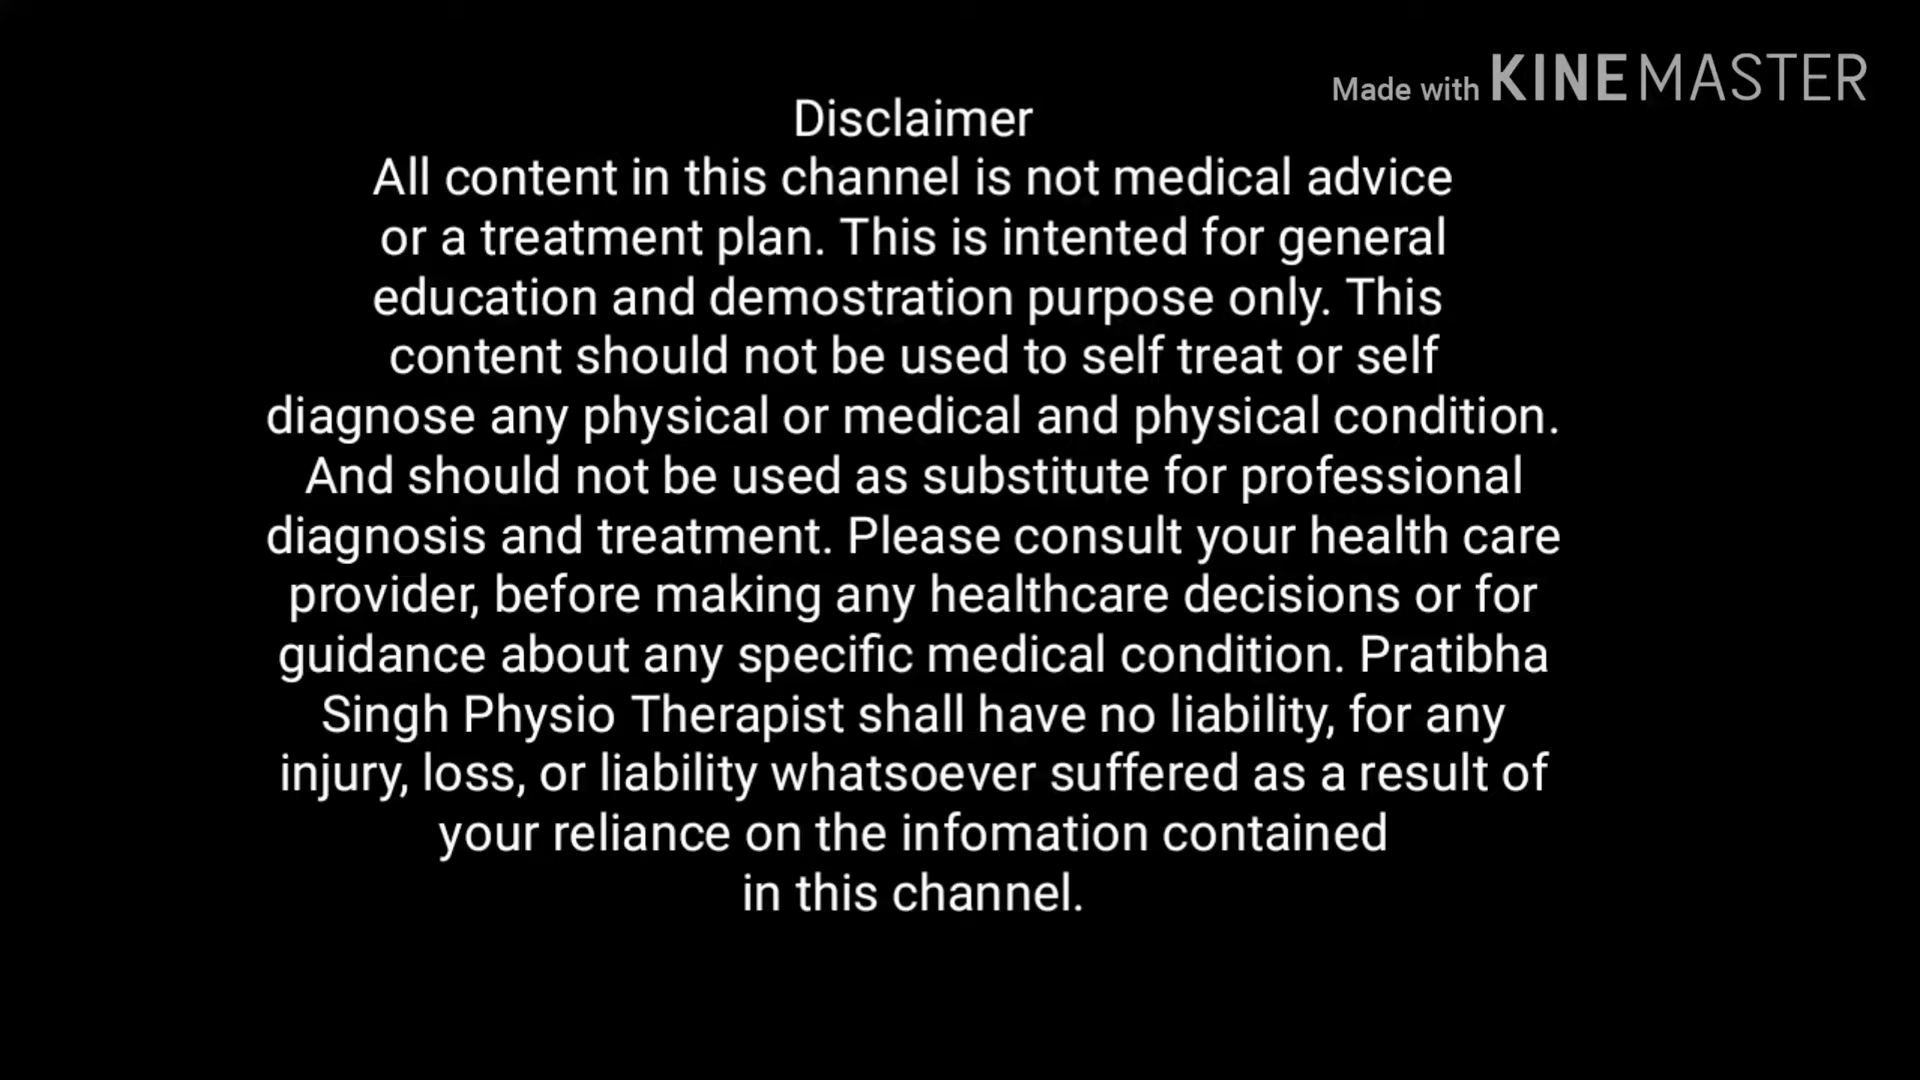 Made with KINEMASTER
Disclaimer
All content in this channel is not medical advice
or a treatment plan. This is intented for general
education and demostration purpose only. This
content should not be used to self treat or self
diagnose any physical or medical and physical condition.
And should not be used as substitute for professional
diagnosis and treatment. Please consult your health care
provider, before making any healthcare decisions or for
guidance about any specific medical condition. Pratibha
Singh Physio Therapist shall have no liability, for any
injury, loss, or liability whatsoever suffered as a result of
your reliance on the infomation contained
in this channel.